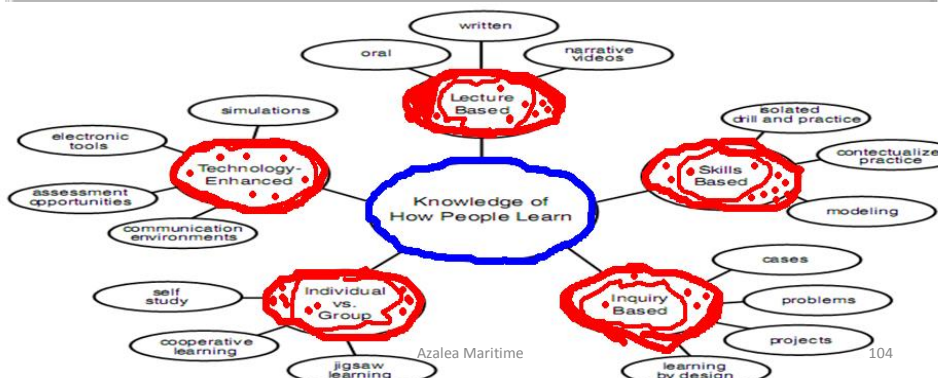 written
oral
narrative
videos
Lecture
Based
simulations
electronic
tools
Technology-
Enhanced
assessment
opportunities
communication
environments
isolated
drill and practice
Skills
Based
contectualize
practice
modeling
Knowledge of
How People Learn
Individual
vs.
Group
self
study
cooperative
learning
jigsaw
learning
Inquiry
Based
cases
problems
projects
learning
by design
Azalea Maritime
104